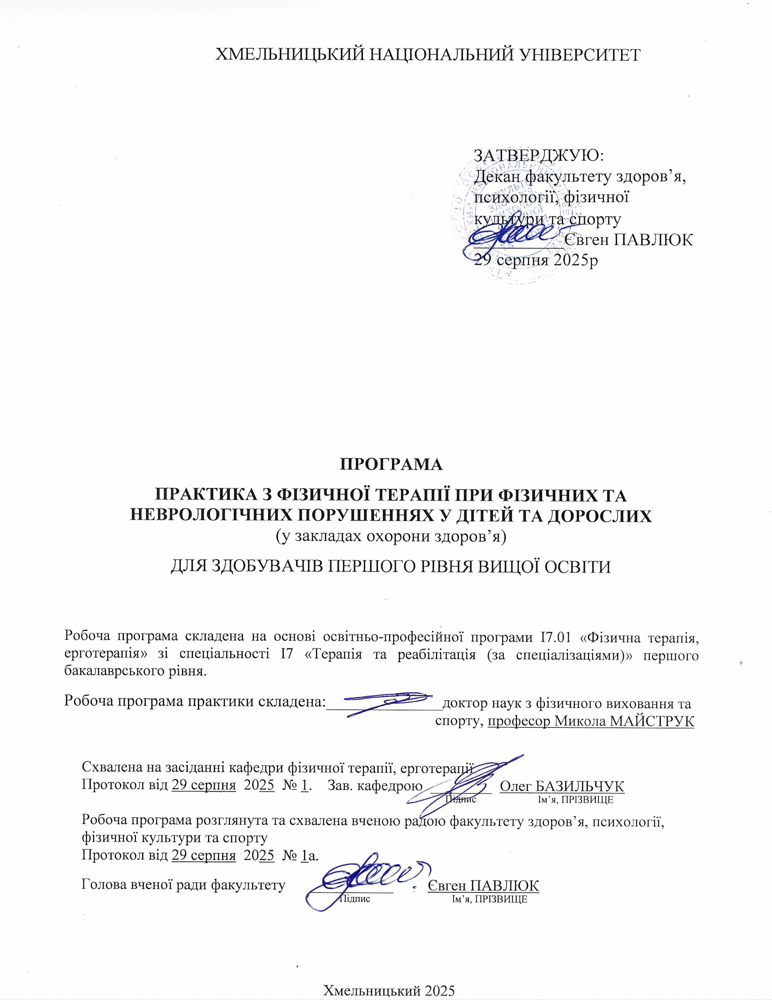 ХМЕЛЬНИЦЬКИЙ НАЦІОНАЛЬНИЙ УНІВЕРСИТЕТ
ЗАТВЕРДЖУЮ:
Декан факультету здоров’я,
психології, фізичної
культури та спорту
Євген ПАВЛЮК
29 серпня 2025р
ПРОГРАМА
ПРАКТИКА З ФІЗИЧНОЇ ТЕРАПІЇ ПРИ ФІЗИЧНИХ ТА
НЕВРОЛОГІЧНИХ ПОРУШЕННЯХ У ДІТЕЙ ТА ДОРОСЛИХ
(у закладах охорони здоров’я)
ДЛЯ ЗДОБУВАЧІВ ПЕРШОГО РІВНЯ ВИЩОЇ ОСВІТИ
Робоча програма складена на основі освітньо-професійної програми І7.01 «Фізична терапія,
ерготерапія» зі спеціальності І7 «Терапія та реабілітація (за спеціалізаціями)» першого
бакалаврського рівня.
Робоча програма практики складена: доктор наук з фізичного виховання та
спорту, професор Микола МАЙСТРУК
Схвалена на засіданні кафедри фізичної терапії, ерготерапії
Протокол від 29 серпня 2025 № 1. Зав. кафедрою Олег БАЗИЛЬЧУК
Підпис Ім’я, ПРІЗВИЩЕ
Робоча програма розглянута та схвалена вченою радою факультету здоров’я, психології,
фізичної культури та спорту
Протокол від 29 серпня 2025 № 1а.
Голова вченої ради факультету Євген ПАВЛЮК
Підпис Ім’я, ПРІЗВИЩЕ
Хмельницький 2025